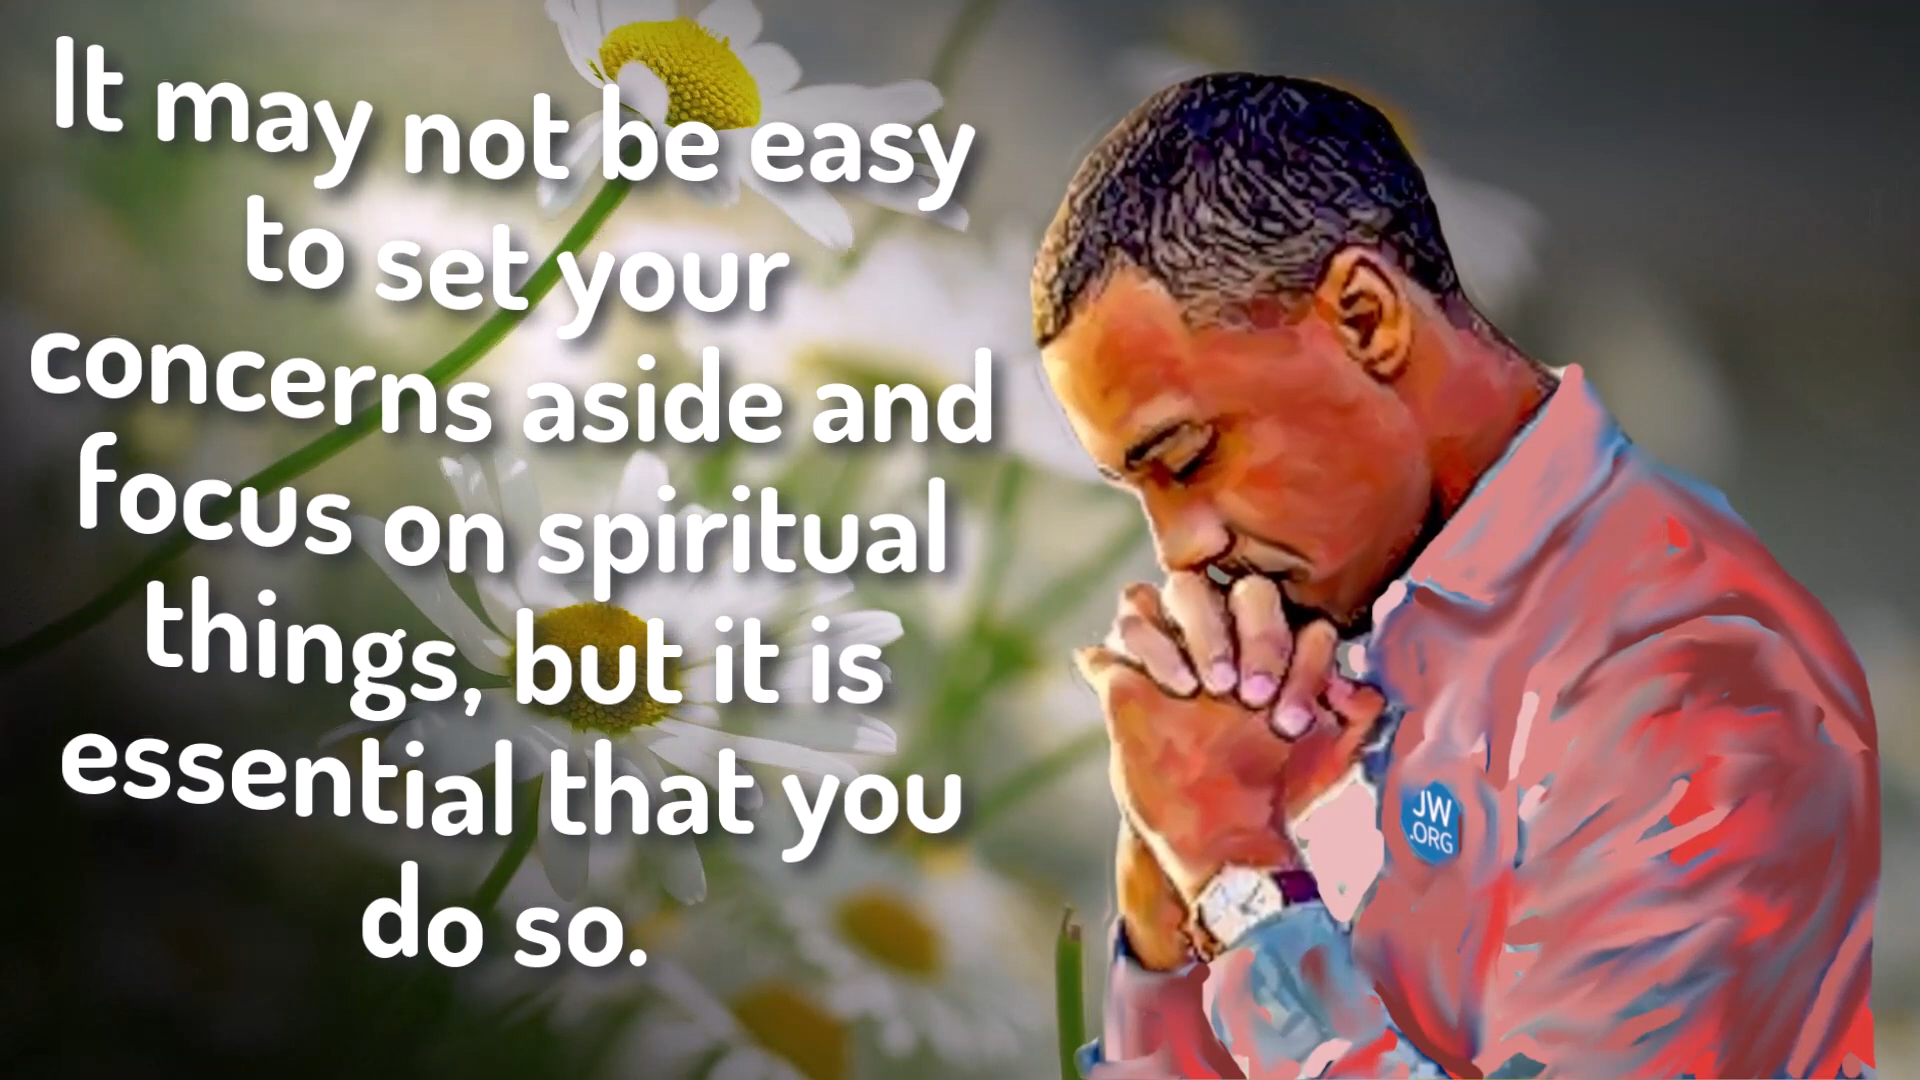 It may not be easy
to set your
concerns aside and
focus on spiritual
things, but it is
essential that you
do so.
JW
.ORG